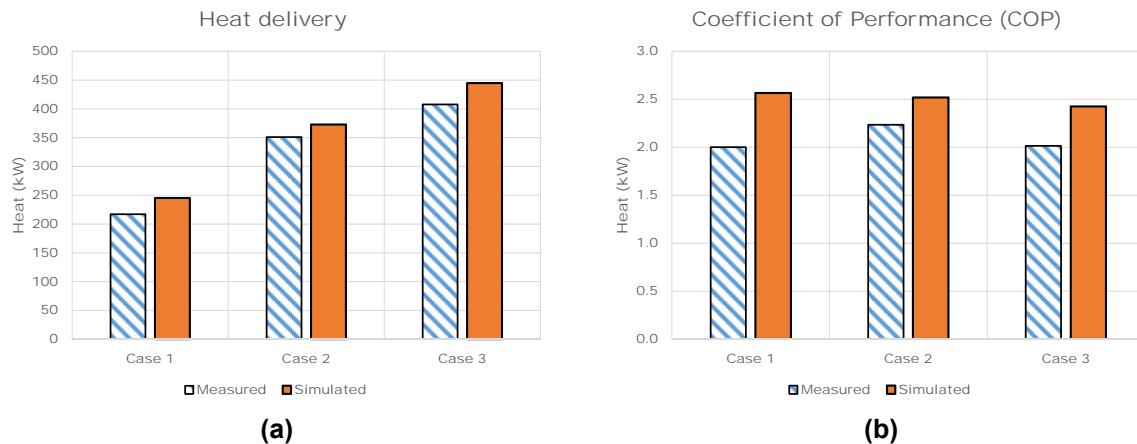 Heat delivery
500
450
400
350
300
250
200
150
100
50
0
Heat (kW)
Case 1 Case 2 Case 3
Measured Simulated
(a)
Coefficient of Performance (COP)
3.0
2.5
2.0
1.5
1.0
0.5
0.0
Heat (kW)
Case 1 Case 2 Case 3
Measured Simulated
(b)